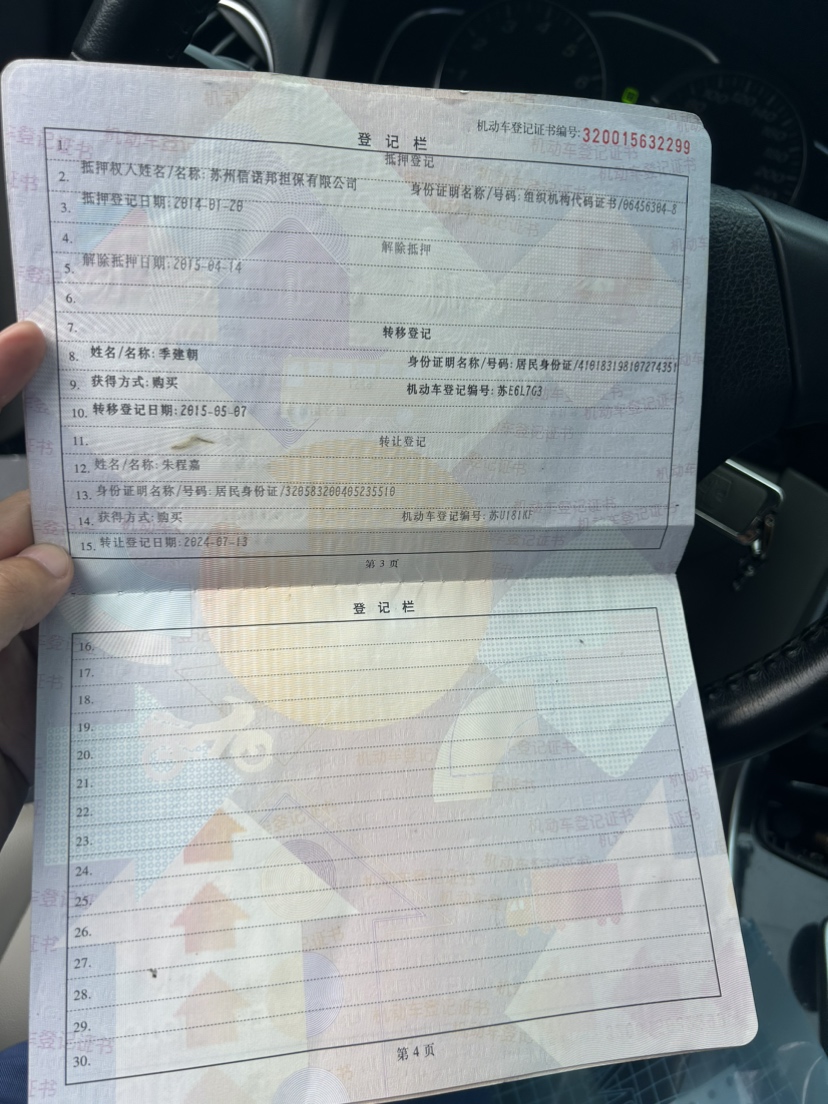 机动车登记证书编号:320015632299
登记栏
1. 抵押登记
2. 抵押权人姓名/名称:苏州信诺邦担保有限公司 身份证明名称/号码:组织机构代码证书/06456304-8
3. 抵押登记日期:2014-01-20
4. 解除抵押
5. 解除抵押日期:2015-04-14
6.
7. 转移登记
8. 姓名/名称:季建朝 身份证明名称/号码:居民身份证/410183198107274351
9. 获得方式:购买 机动车登记编号:苏E6L7G3
10. 转移登记日期:2015-05-07
11. 转让登记
12. 姓名/名称:朱程嘉
13. 身份证明名称/号码:居民身份证/320583200405235510
14. 获得方式:购买 机动车登记编号:苏U181KF
15. 转让登记日期:2024-07-13
第 3 页
登记栏
16.
17.
18.
19.
20.
21.
22.
23.
24.
25.
26.
27.
28.
29.
30.
第 4 页